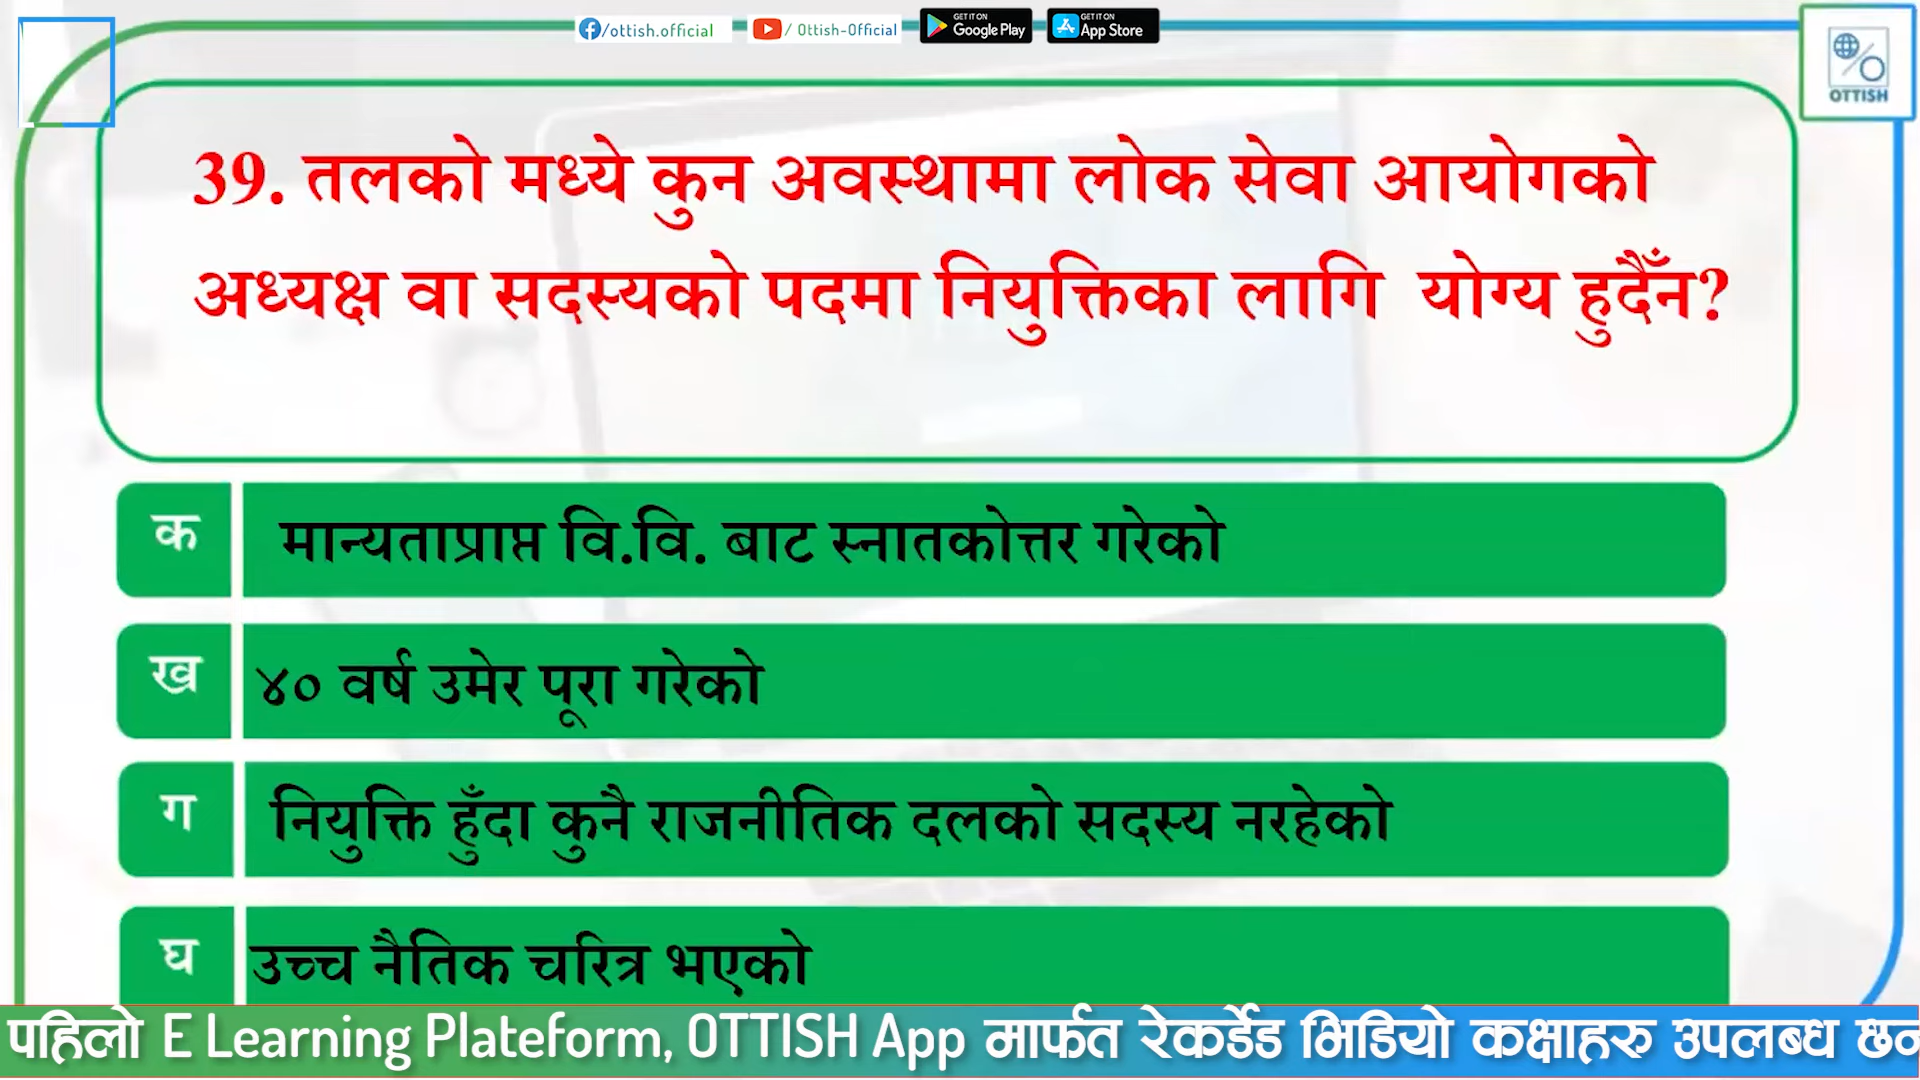 /ottish.official / Ottish-Official GET IT ON Google Play GET IT ON App Store
OTTISH
39. तलको मध्ये कुन अवस्थामा लोक सेवा आयोगको
अध्यक्ष वा सदस्यको पदमा नियुक्तिका लागि योग्य हुदैँन?
क मान्यताप्राप्त वि.वि. बाट स्नातकोत्तर गरेको
ख ४० वर्ष उमेर पूरा गरेको
ग नियुक्ति हुँदा कुनै राजनीतिक दलको सदस्य नरहेको
घ उच्च नैतिक चरित्र भएको
पहिलो E Learning Plateform, OTTISH App मार्फत रेकर्डेड भिडियो कक्षाहरु उपलब्ध